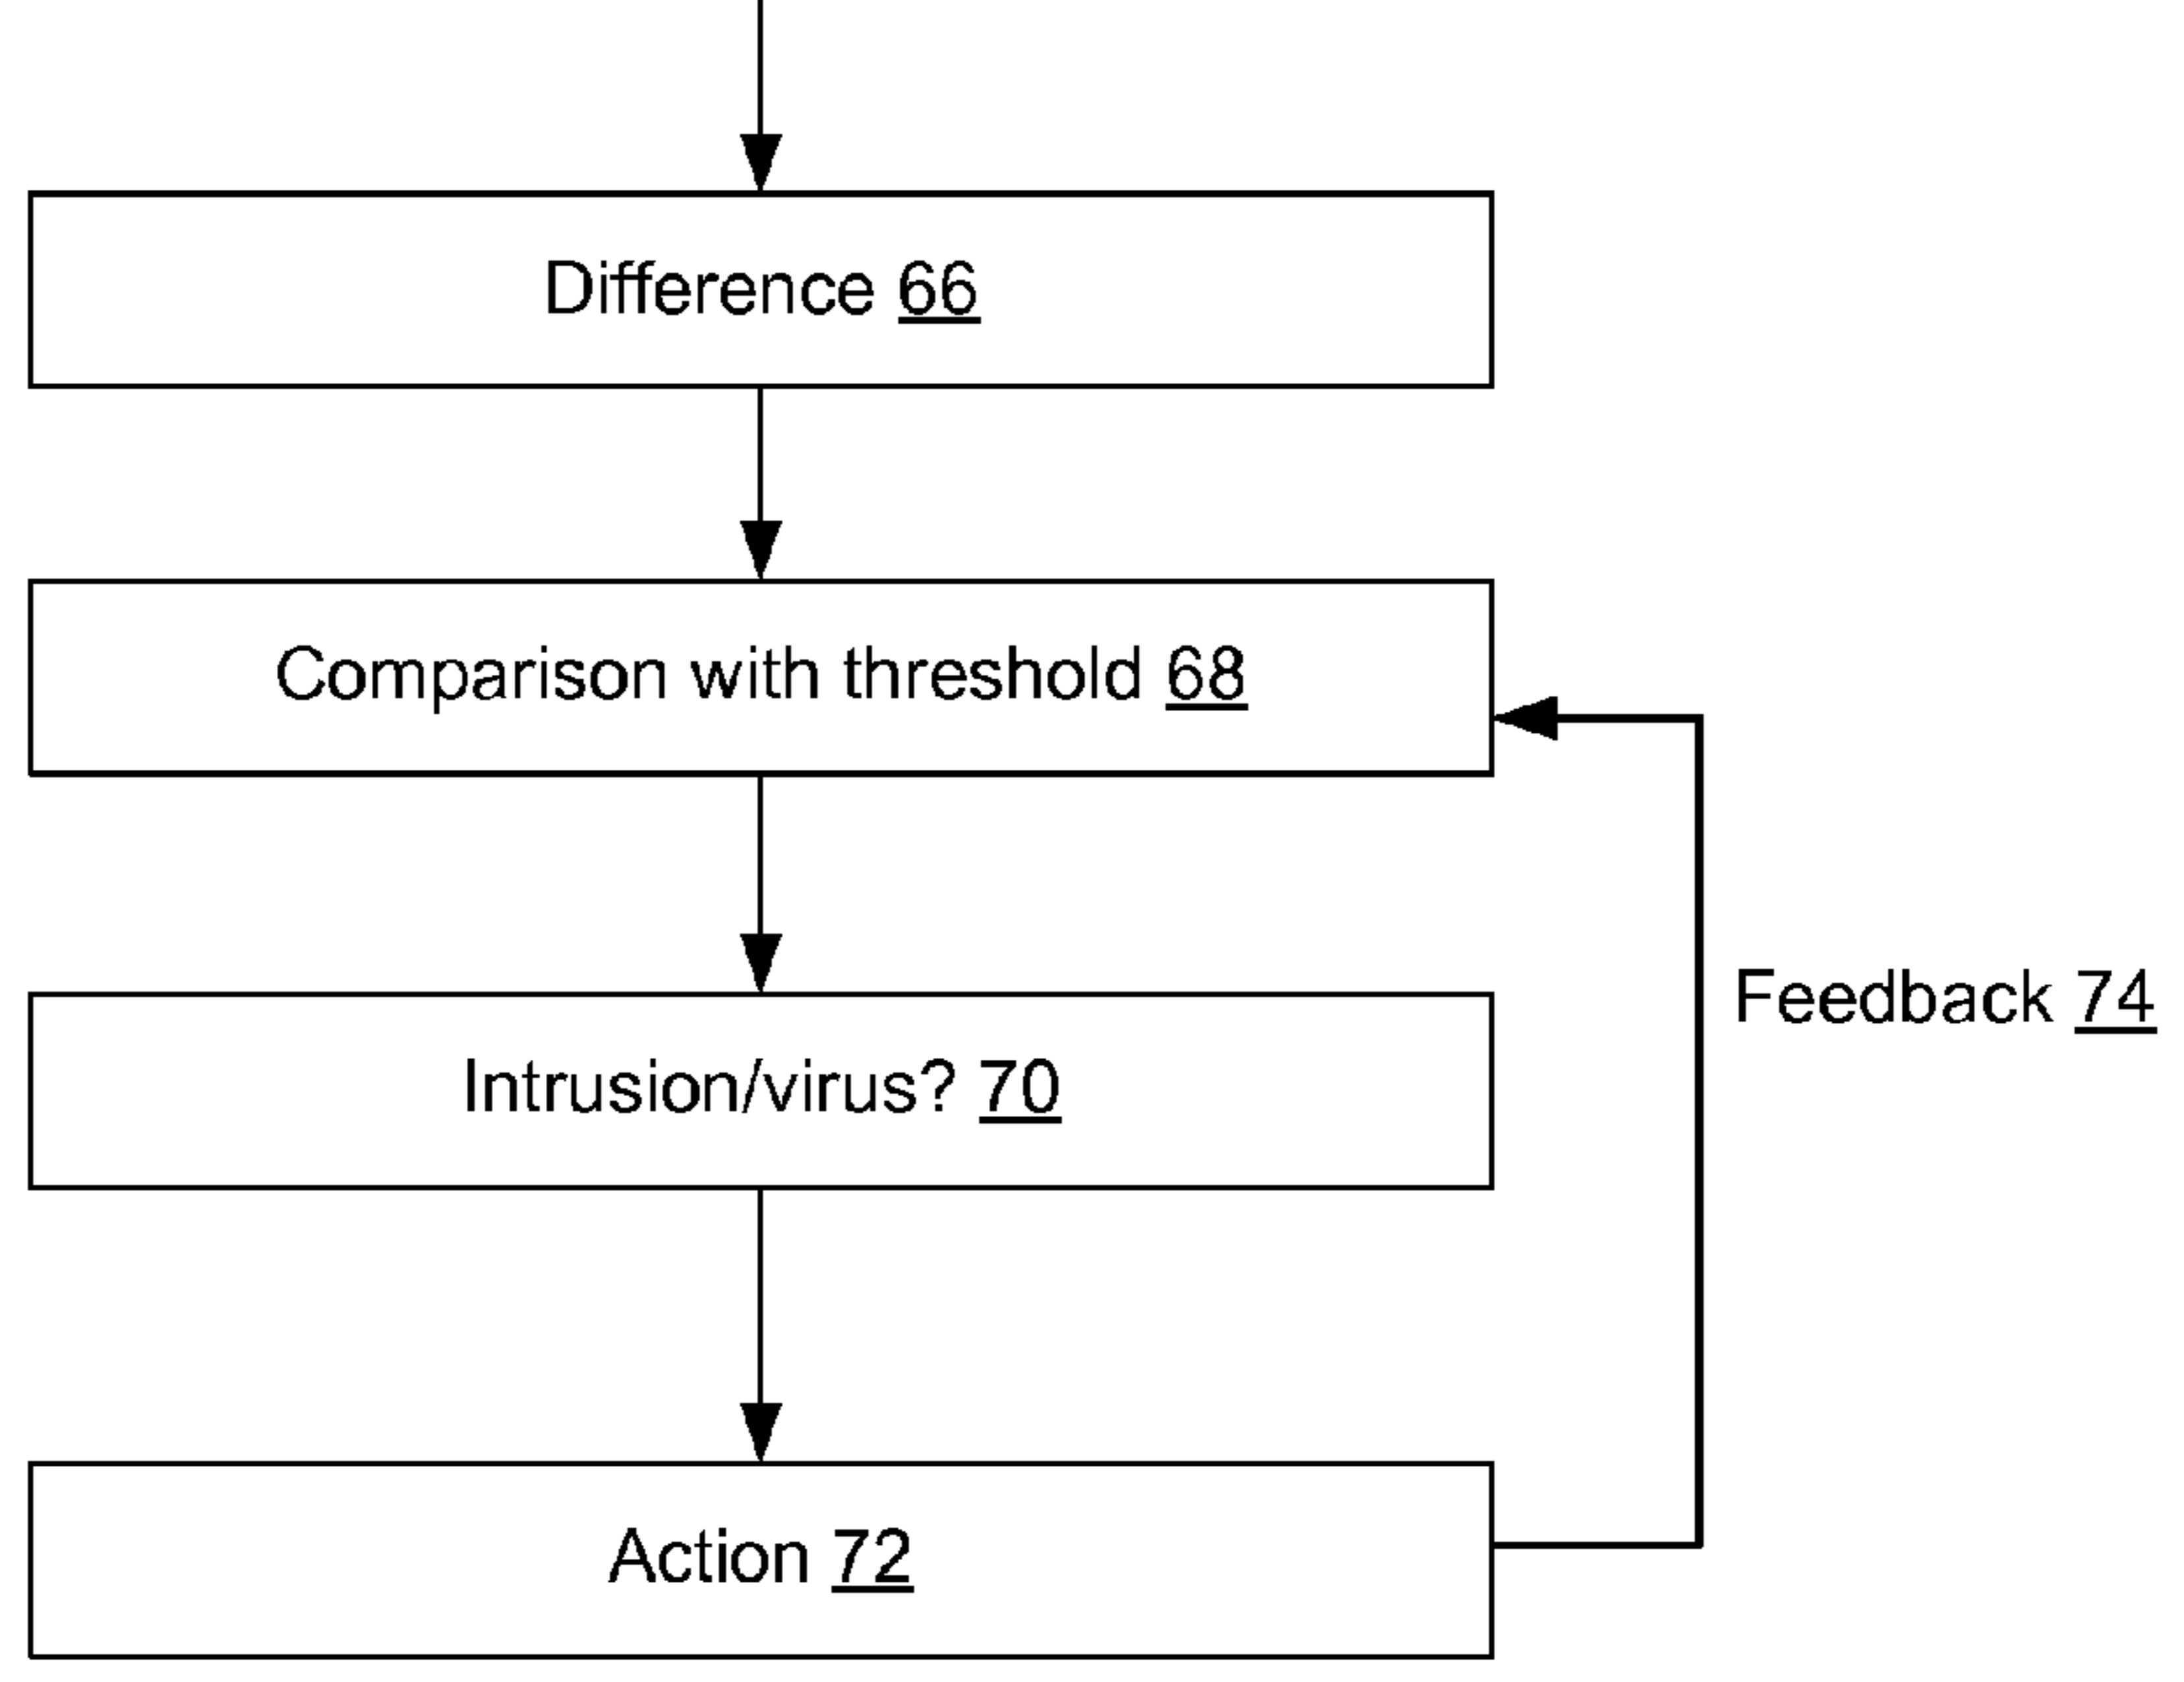 Difference 66
Comparison with threshold 68
Intrusion/virus? 70
Feedback 74
Action 72